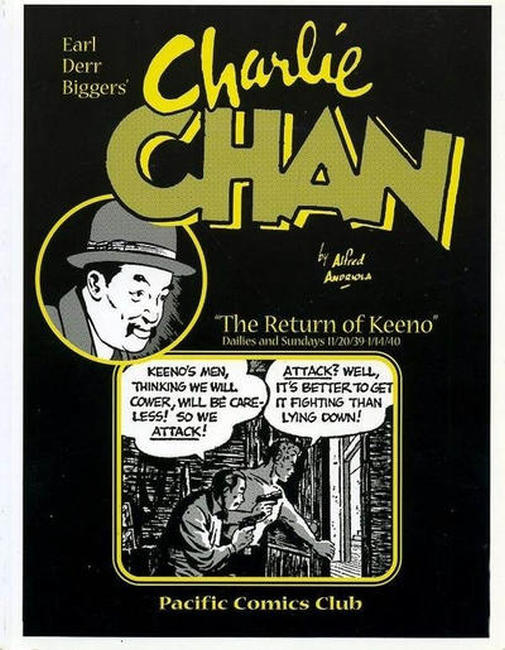 Earl
Derr
Biggers'
Charlie
CHAN
by Alfred
ANDRIOLA
"The Return of Keeno"
Dailies and Sundays 11/20/39-1/14/40
KEENO'S MEN,
THINKING WE WILL
COWER, WILL BE CARE-
LESS! SO WE
ATTACK!
ATTACK? WELL,
IT'S BETTER TO GET
IT FIGHTING THAN
LYING DOWN!
Pacific Comics Club